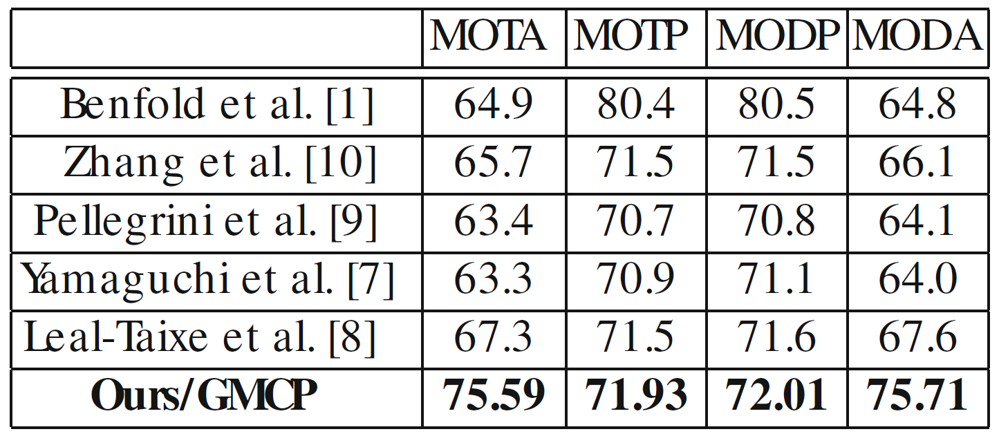 MOTA MOTP MODP MODA
Benfold et al. [1] 64.9 80.4 80.5 64.8
Zhang et al. [10] 65.7 71.5 71.5 66.1
Pellegrini et al. [9] 63.4 70.7 70.8 64.1
Yamaguchi et al. [7] 63.3 70.9 71.1 64.0
Leal-Taixe et al. [8] 67.3 71.5 71.6 67.6
Ours/GMCP 75.59 71.93 72.01 75.71